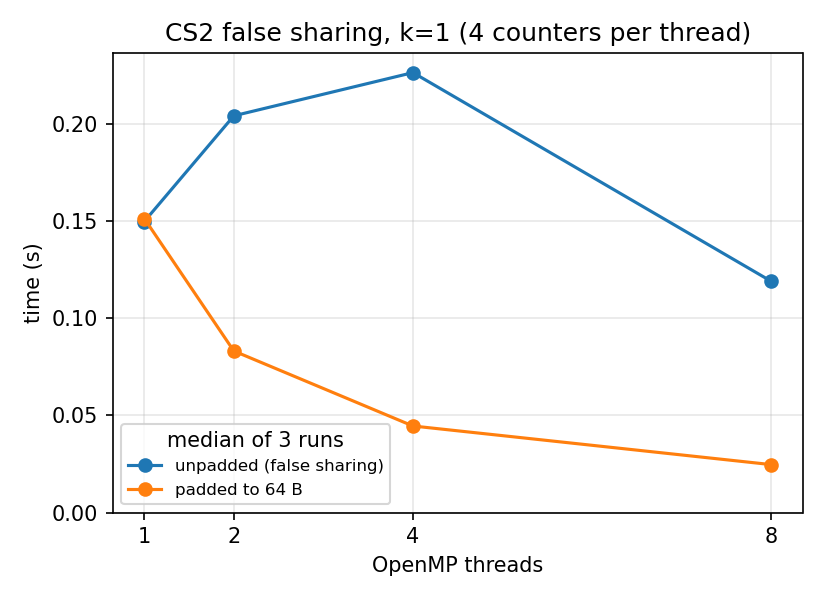 CS2 false sharing, k=1 (4 counters per thread)
time (s)
0.20
0.15
0.10
0.05
0.00
median of 3 runs
unpadded (false sharing)
padded to 64 B
1 2 4 8
OpenMP threads